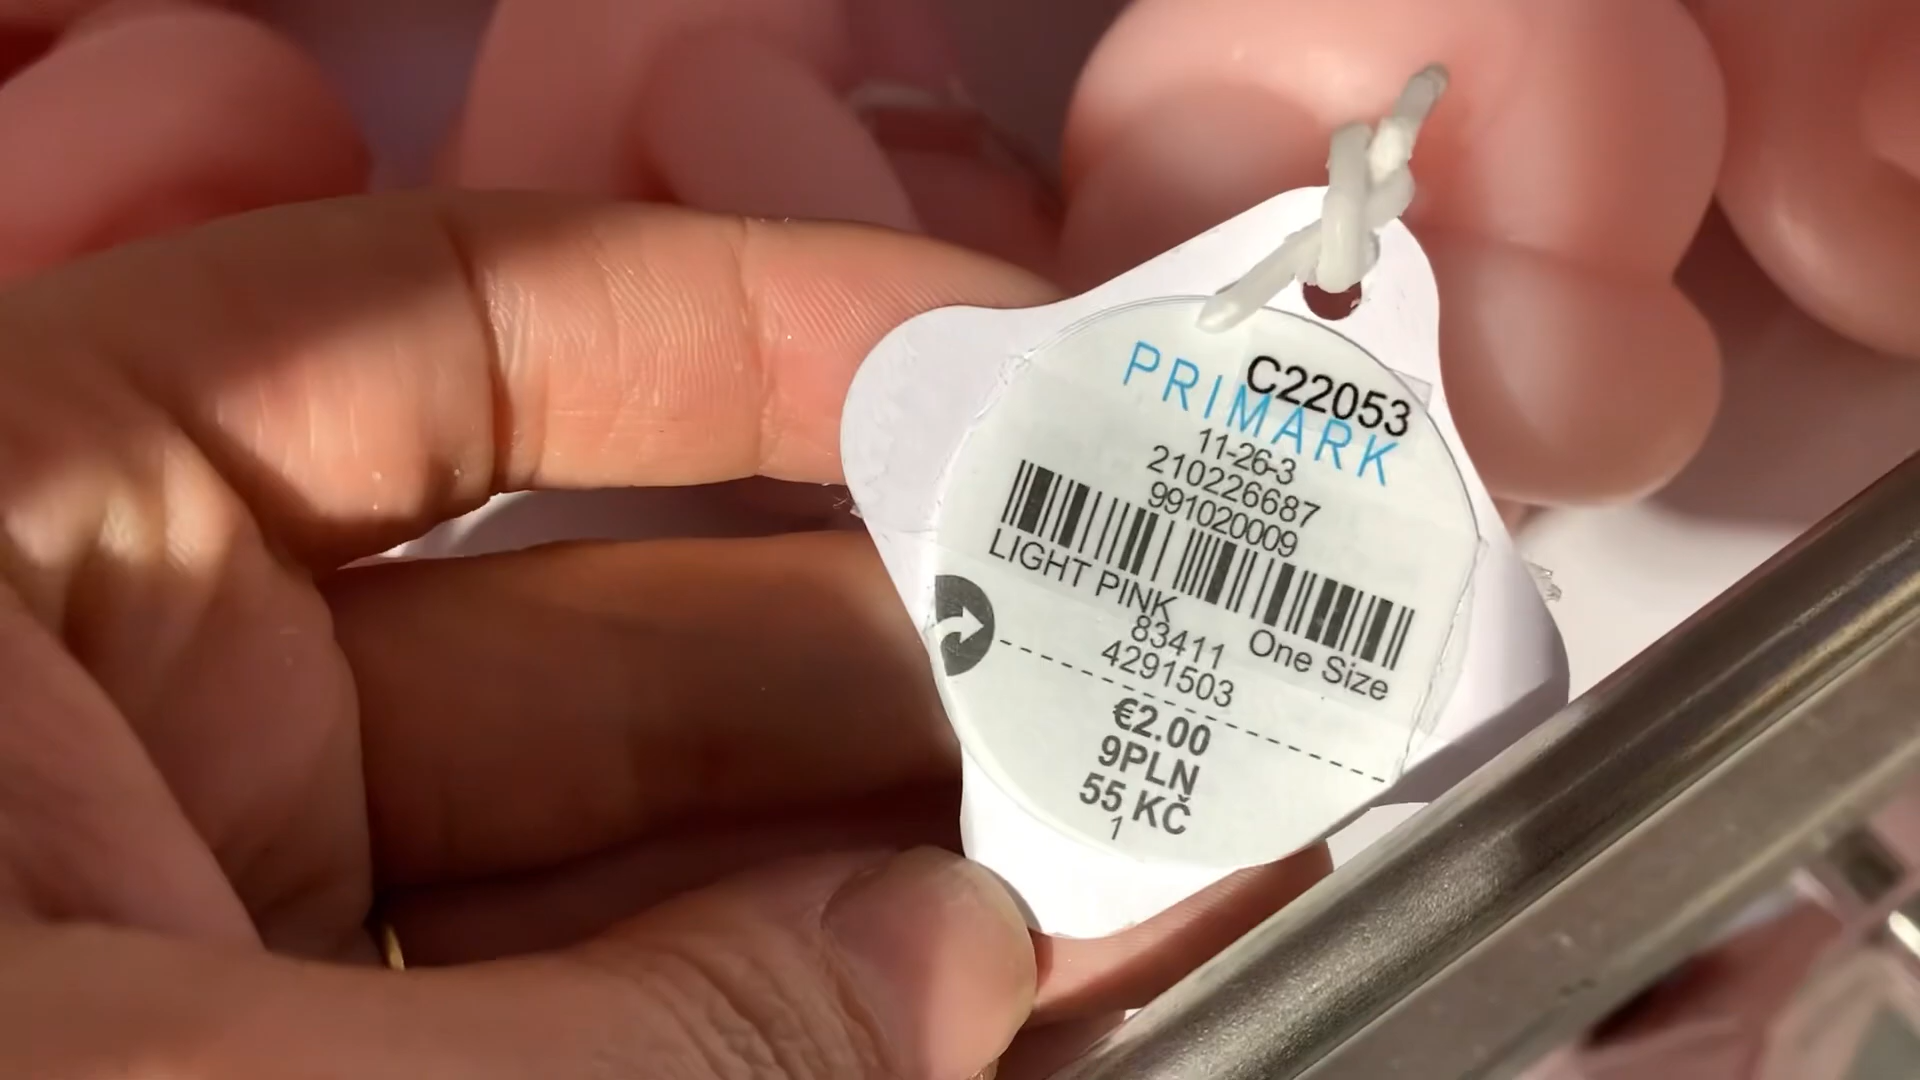 C22053
PRIMARK
11-26-3
210226687
991020009
LIGHT PINK
One Size
83411
4291503
€2.00
9PLN
55 KČ
1